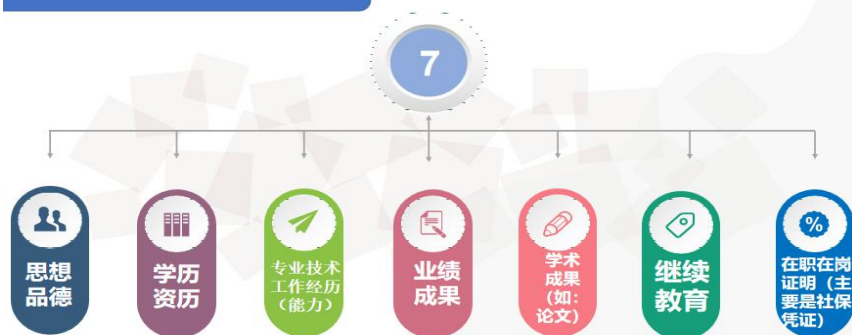 7
思想
品德
学历
资历
专业技术
工作经历
（能力）
业绩
成果
学术
成果
（如：
论文）
继续
教育
%
在职在岗
证明（主
要是社保
凭证）